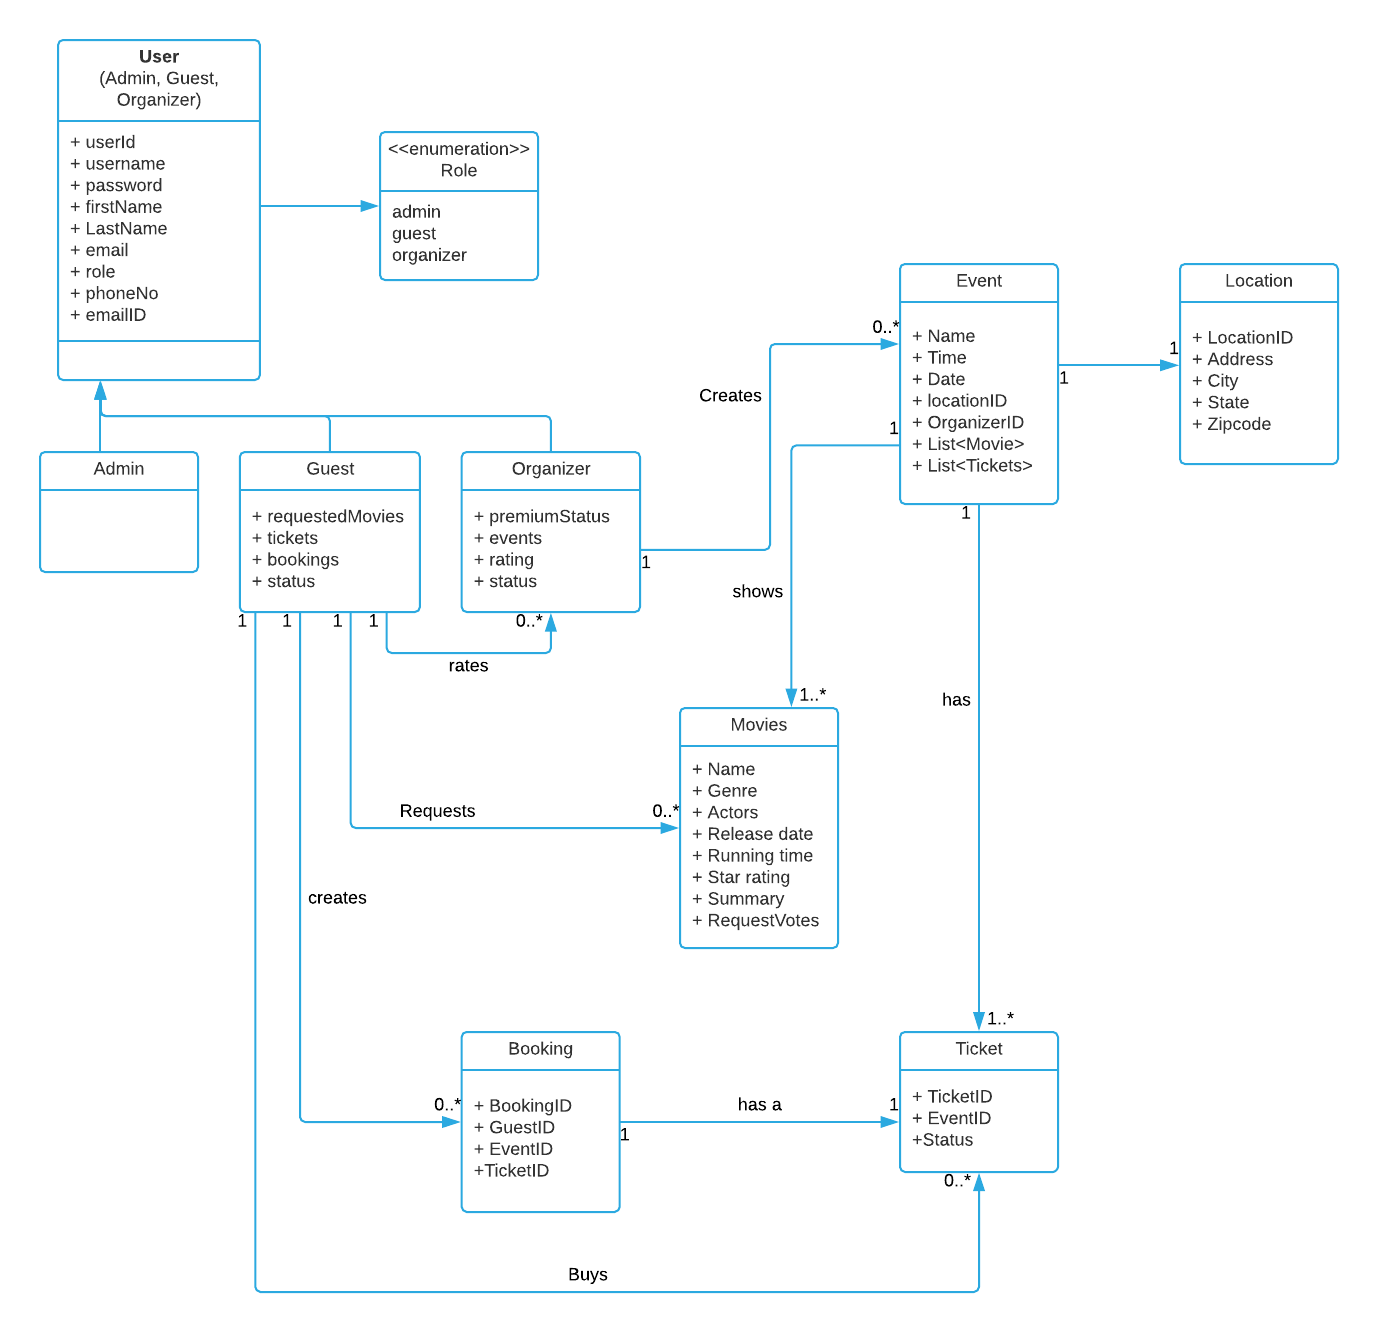 User
(Admin, Guest,
Organizer)
+ userId
+ username
+ password
+ firstName
+ LastName
+ email
+ role
+ phoneNo
+ emailID
<<enumeration>>
Role
admin
guest
organizer
Event
+ Name
+ Time
+ Date
+ locationID
+ OrganizerID
+ List<Movie>
+ List<Tickets>
Location
+ LocationID
+ Address
+ City
+ State
+ Zipcode
0..*
1
1
Creates
1
Admin
Guest
+ requestedMovies
+ tickets
+ bookings
+ status
Organizer
+ premiumStatus
+ events
+ rating
+ status
1
1
shows
1
1
1
1
0..*
rates
1..*
has
Movies
+ Name
+ Genre
+ Actors
+ Release date
+ Running time
+ Star rating
+ Summary
+ RequestVotes
Requests
0..*
creates
1..*
Booking
+ BookingID
+ GuestID
+ EventID
+TicketID
Ticket
+ TicketID
+ EventID
+Status
0..*
has a
1
1
0..*
Buys